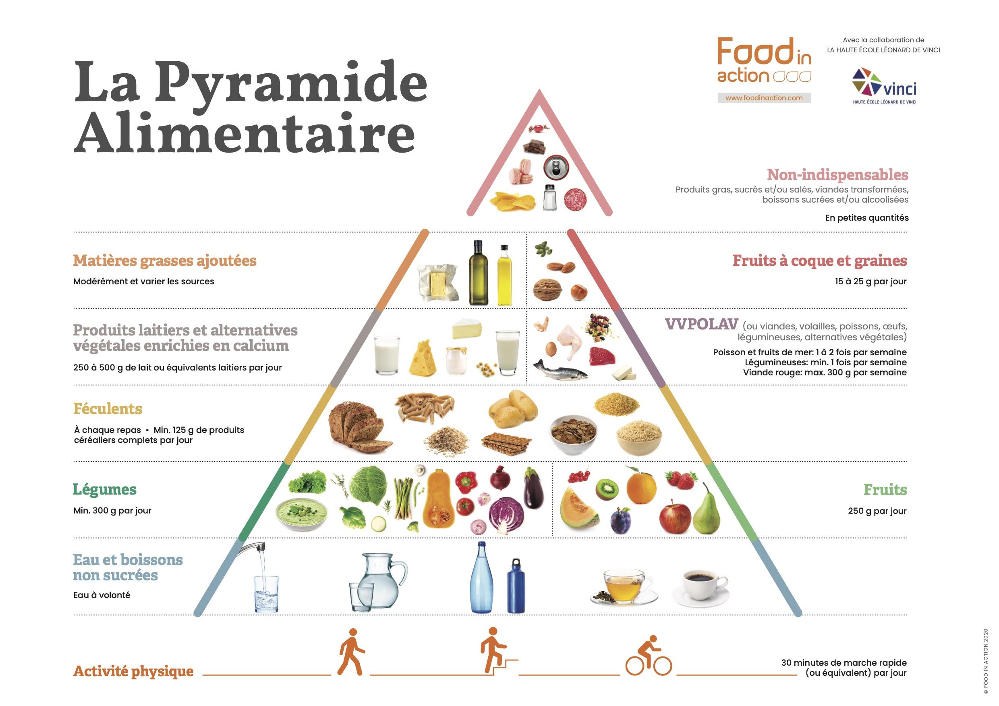 La Pyramide
Alimentaire
Food in
action
www.foodinaction.com
Avec la collaboration de
LA HAUTE ÉCOLE LÉONARD DE VINCI
vinci
HAUTE ÉCOLE LÉONARD DE VINCI
Non-indispensables
Produits gras, sucrés et/ou salés, viandes transformées,
boissons sucrées et/ou alcoolisées
En petites quantités
Matières grasses ajoutées
Modérément et varier les sources
Fruits à coque et graines
15 à 25 g par jour
Produits laitiers et alternatives
végétales enrichies en calcium
250 à 500 g de lait ou équivalents laitiers par jour
VVPOLAV (ou viandes, volailles, poissons, œufs,
légumineuses, alternatives végétales)
Poisson et fruits de mer: 1 à 2 fois par semaine
Légumineuses: min. 1 fois par semaine
Viande rouge: max. 300 g par semaine
Féculents
À chaque repas • Min. 125 g de produits
céréaliers complets par jour
Légumes
Min. 300 g par jour
Fruits
250 g par jour
Eau et boissons
non sucrées
Eau à volonté
Activité physique
30 minutes de marche rapide
(ou équivalent) par jour
© FOOD IN ACTION 2020